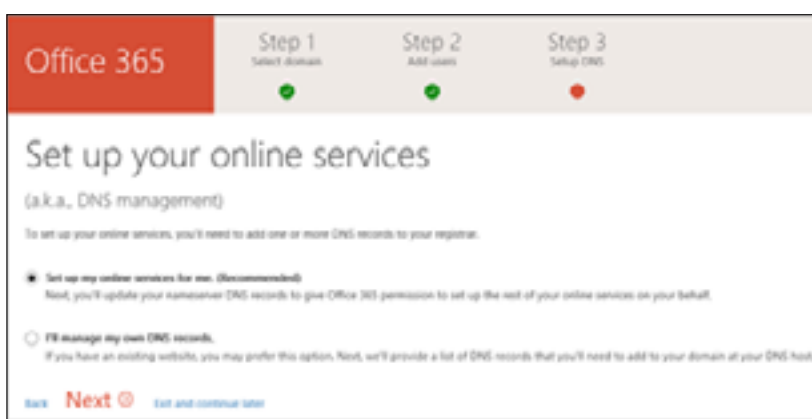 Office 365
Step 1
Select domain
Step 2
Add users
Step 3
Setup DNS
Set up your online services
(a.k.a., DNS management)
To set up your online services, you'll need to add one or more DNS records to your registrar.
Set up my online services for me. (Recommended)
Next, you'll update your nameserver DNS records to give Office 365 permission to set up the rest of your online services on your behalf.
I'll manage my own DNS records.
If you have an existing website, you may prefer this option. Next, we'll provide a list of DNS records that you'll need to add to your domain at your DNS host
Back Next Exit and continue later